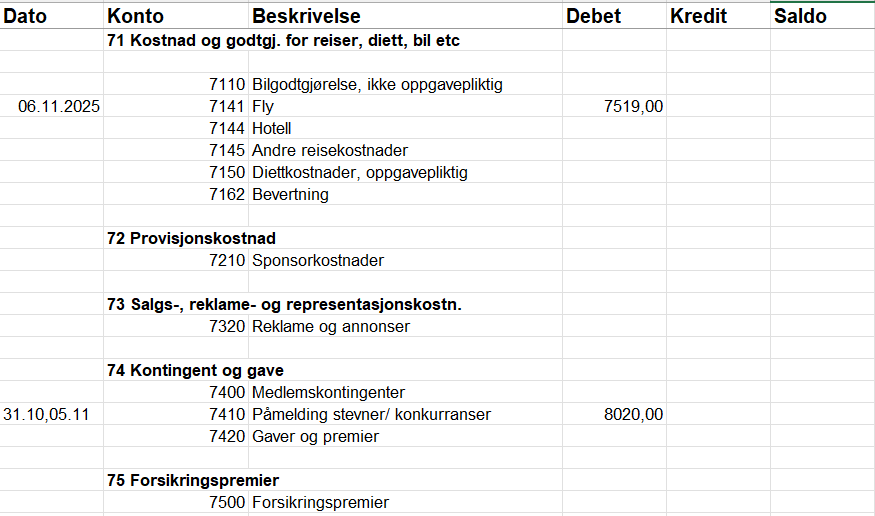 Dato Konto Beskrivelse Debet Kredit Saldo
71 Kostnad og godtgj. for reiser, diett, bil etc
7110 Bilgodtgjørelse, ikke oppgavepliktig
06.11.2025 7141 Fly 7519,00
7144 Hotell
7145 Andre reisekostnader
7150 Diettkostnader, oppgavepliktig
7162 Bevertning
72 Provisjonskostnad
7210 Sponsorkostnader
73 Salgs-, reklame- og representasjonskostn.
7320 Reklame og annonser
74 Kontingent og gave
7400 Medlemskontingenter
31.10,05.11 7410 Påmelding stevner/ konkurranser 8020,00
7420 Gaver og premier
75 Forsikringspremier
7500 Forsikringspremier